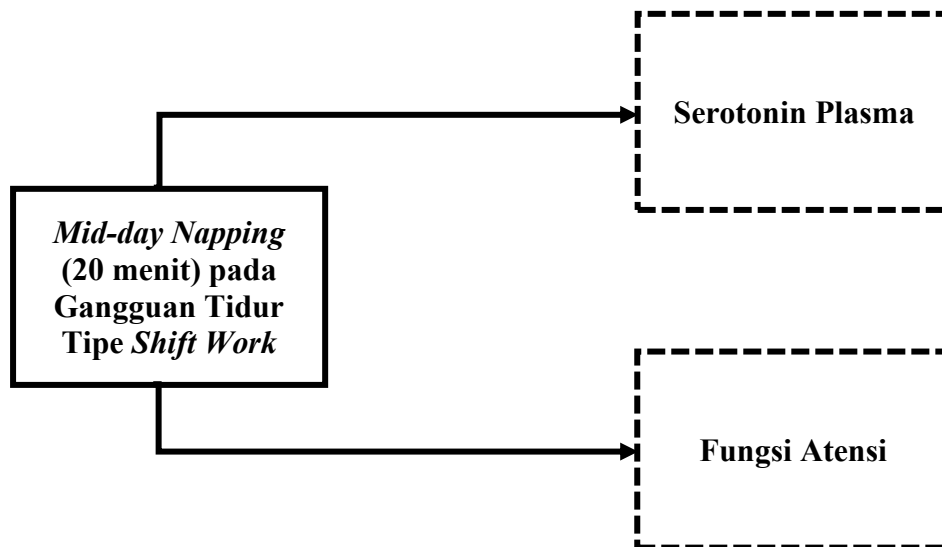 Serotonin Plasma
Mid-day Napping
(20 menit) pada
Gangguan Tidur
Tipe Shift Work
Fungsi Atensi